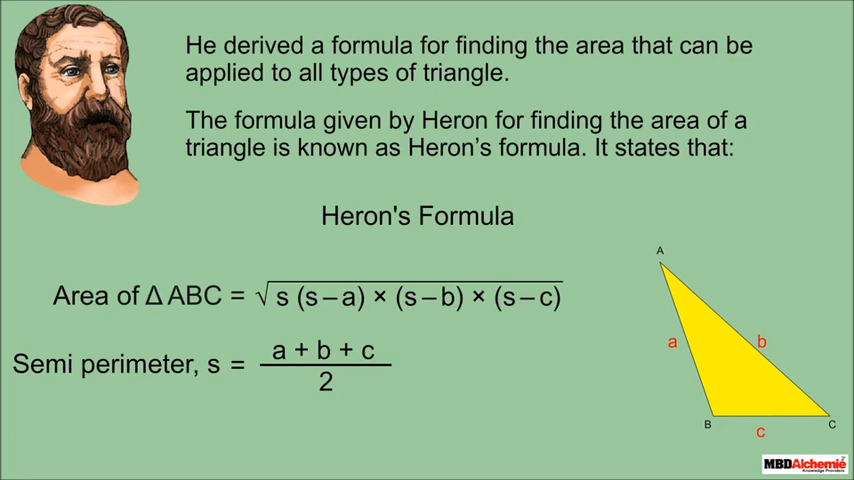 He derived a formula for finding the area that can be
applied to all types of triangle.
The formula given by Heron for finding the area of a
triangle is known as Heron’s formula. It states that:
Heron's Formula
Area of Δ ABC = √ s (s – a) × (s – b) × (s – c)
Semi perimeter, s = a + b + c
2
A
a
b
B
C
c
MBDAlchemie
Knowledge Providers